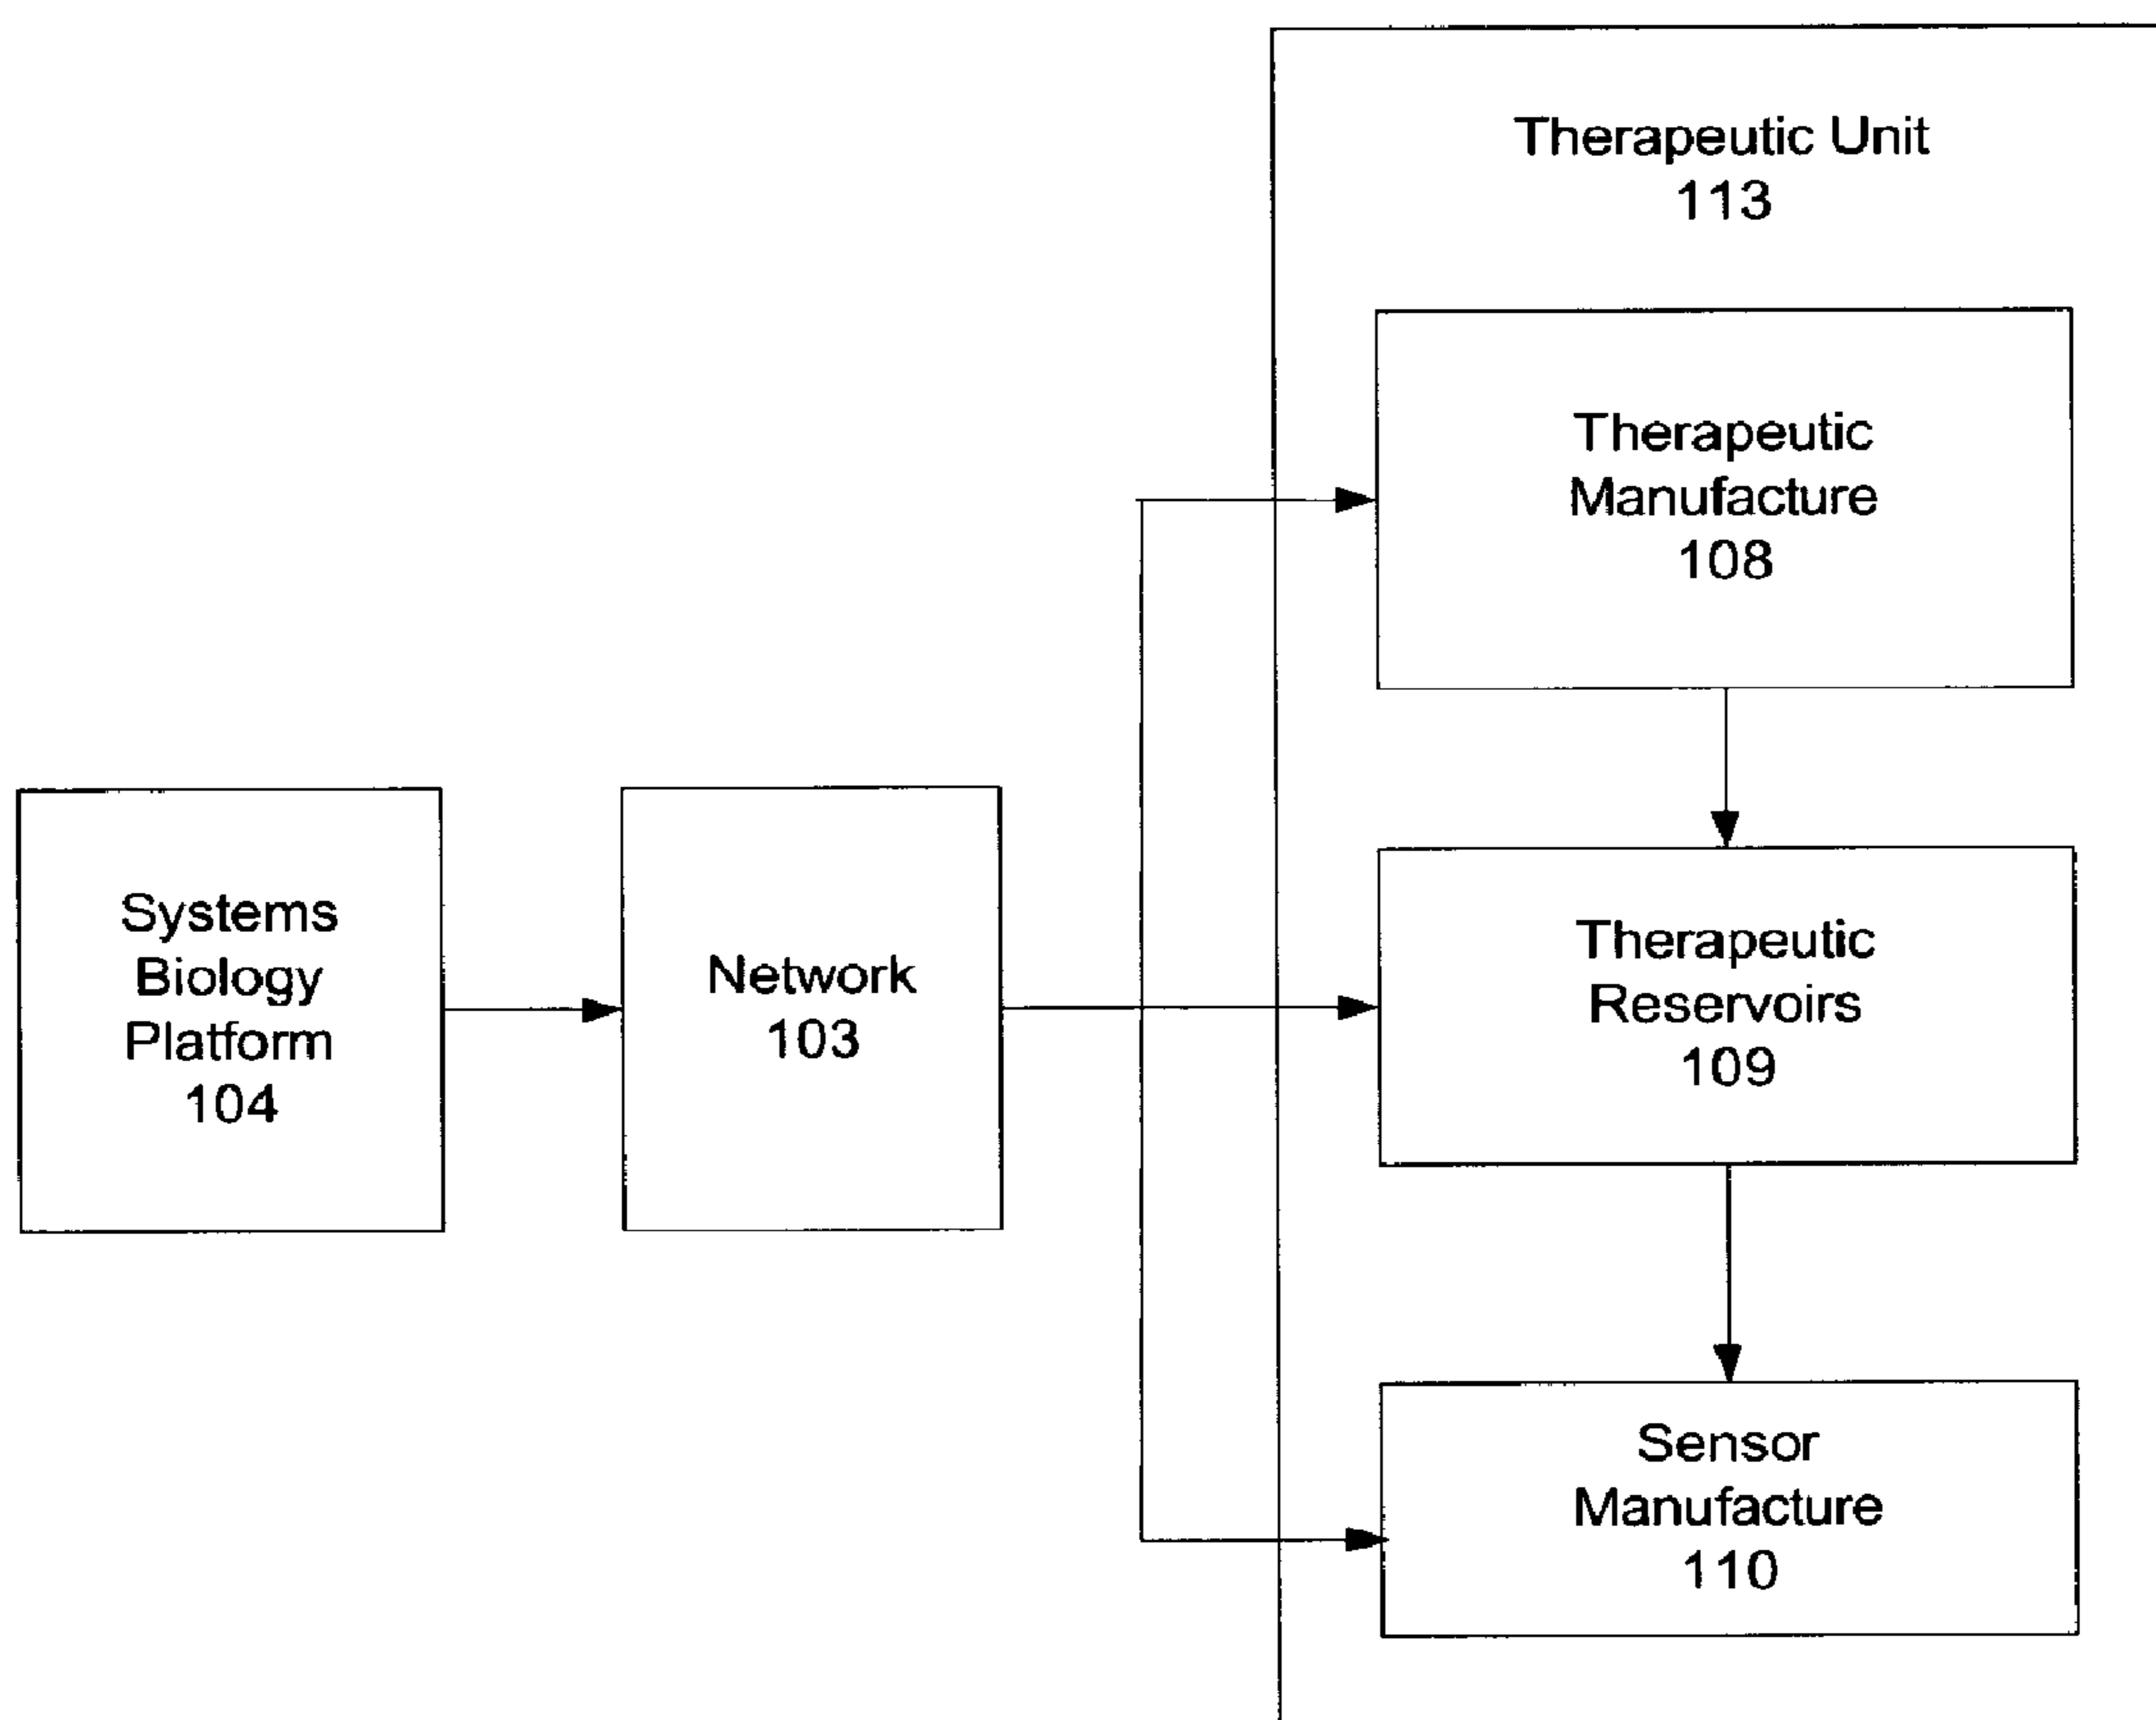 Therapeutic Unit
113
Therapeutic
Manufacture
108
Systems
Biology
Platform
104
Network
103
Therapeutic
Reservoirs
109
Sensor
Manufacture
110